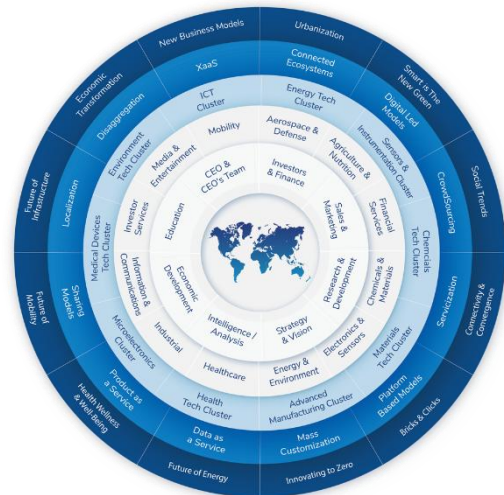 New Business Models
Urbanization
Smart is The
New Green
Social Trends
Connectivity &
Convergence
Bricks & Clicks
Innovating to Zero
Future of Energy
Health Wellness
& Well-Being
Future of
Mobility
Future of
Infrastructure
Economic
Transformation
XaaS
Connected
Ecosystems
Digital Led
Models
CrowdSourcing
Servicization
Platform
Based Models
Mass
Customization
Data as
a Service
Product as
a Service
Sharing
Models
Localization
Disaggregation
ICT
Cluster
Energy Tech
Cluster
Sensors &
Instrumentation Cluster
Chemcials
Tech Cluster
Materials
Tech Cluster
Advanced
Manufacturing Cluster
Health
Tech Cluster
Microelectronics
Cluster
Medical Devices
Tech Cluster
Environment
Tech Cluster
Mobility
Aerospace &
Defense
Agriculture &
Nutrition
Financial
Services
Chemicals &
Materials
Electronics &
Sensors
Energy &
Environment
Healthcare
Industrial
Information &
Communications
Investor
Services
Media &
Entertainment
CEO &
CEO's Team
Investors
& Finance
Sales &
Marketing
Research &
Development
Strategy
& Vision
Intelligence /
Analysis
Economic
Development
Education